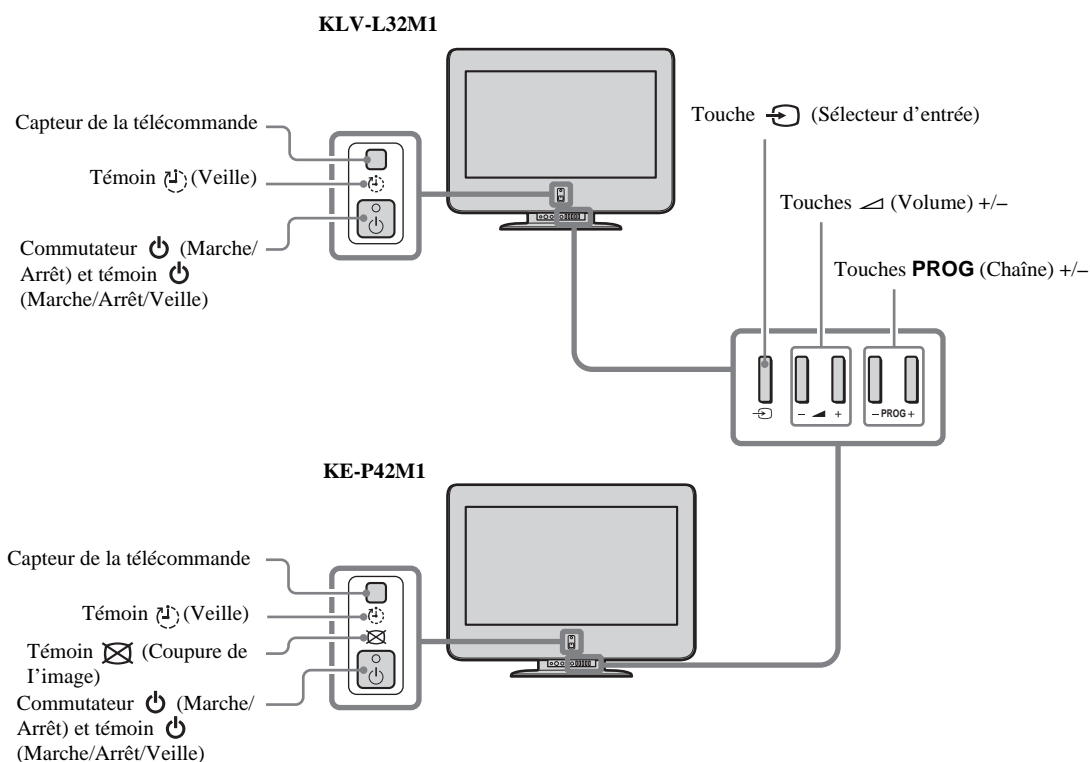 KLV-L32M1
Capteur de la télécommande
Témoin (Veille)
Commutateur (Marche/
Arrêt) et témoin
(Marche/Arrêt/Veille)
Touche (Sélecteur d'entrée)
Touches (Volume) +/–
Touches PROG (Chaîne) +/–
– + – PROG +
KE-P42M1
Capteur de la télécommande
Témoin (Veille)
Témoin (Coupure de
l'image)
Commutateur (Marche/
Arrêt) et témoin
(Marche/Arrêt/Veille)